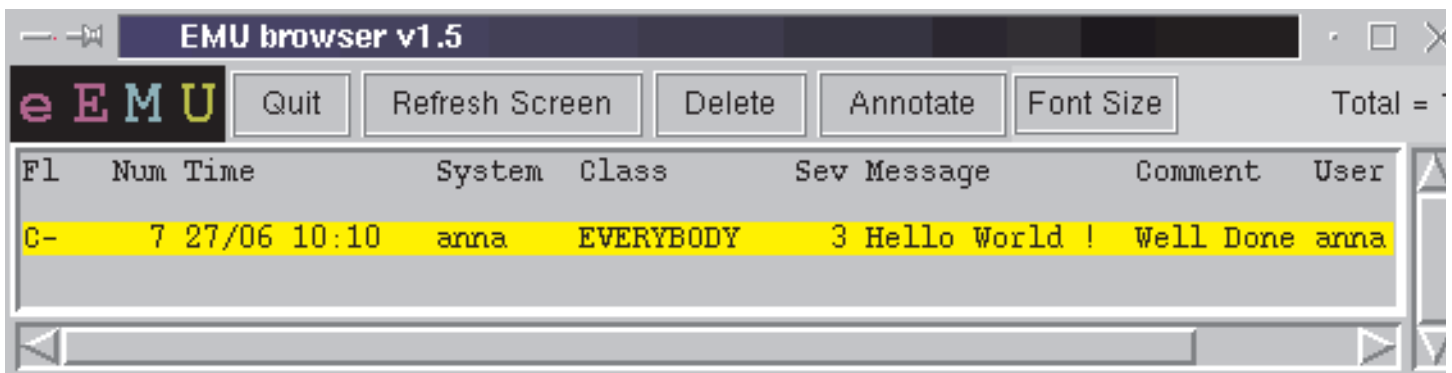 EMU browser v1.5
eEMU Quit Refresh Screen Delete Annotate Font Size Total =
Fl Num Time System Class Sev Message Comment User
C- 7 27/06 10:10 anna EVERYBODY 3 Hello World ! Well Done anna